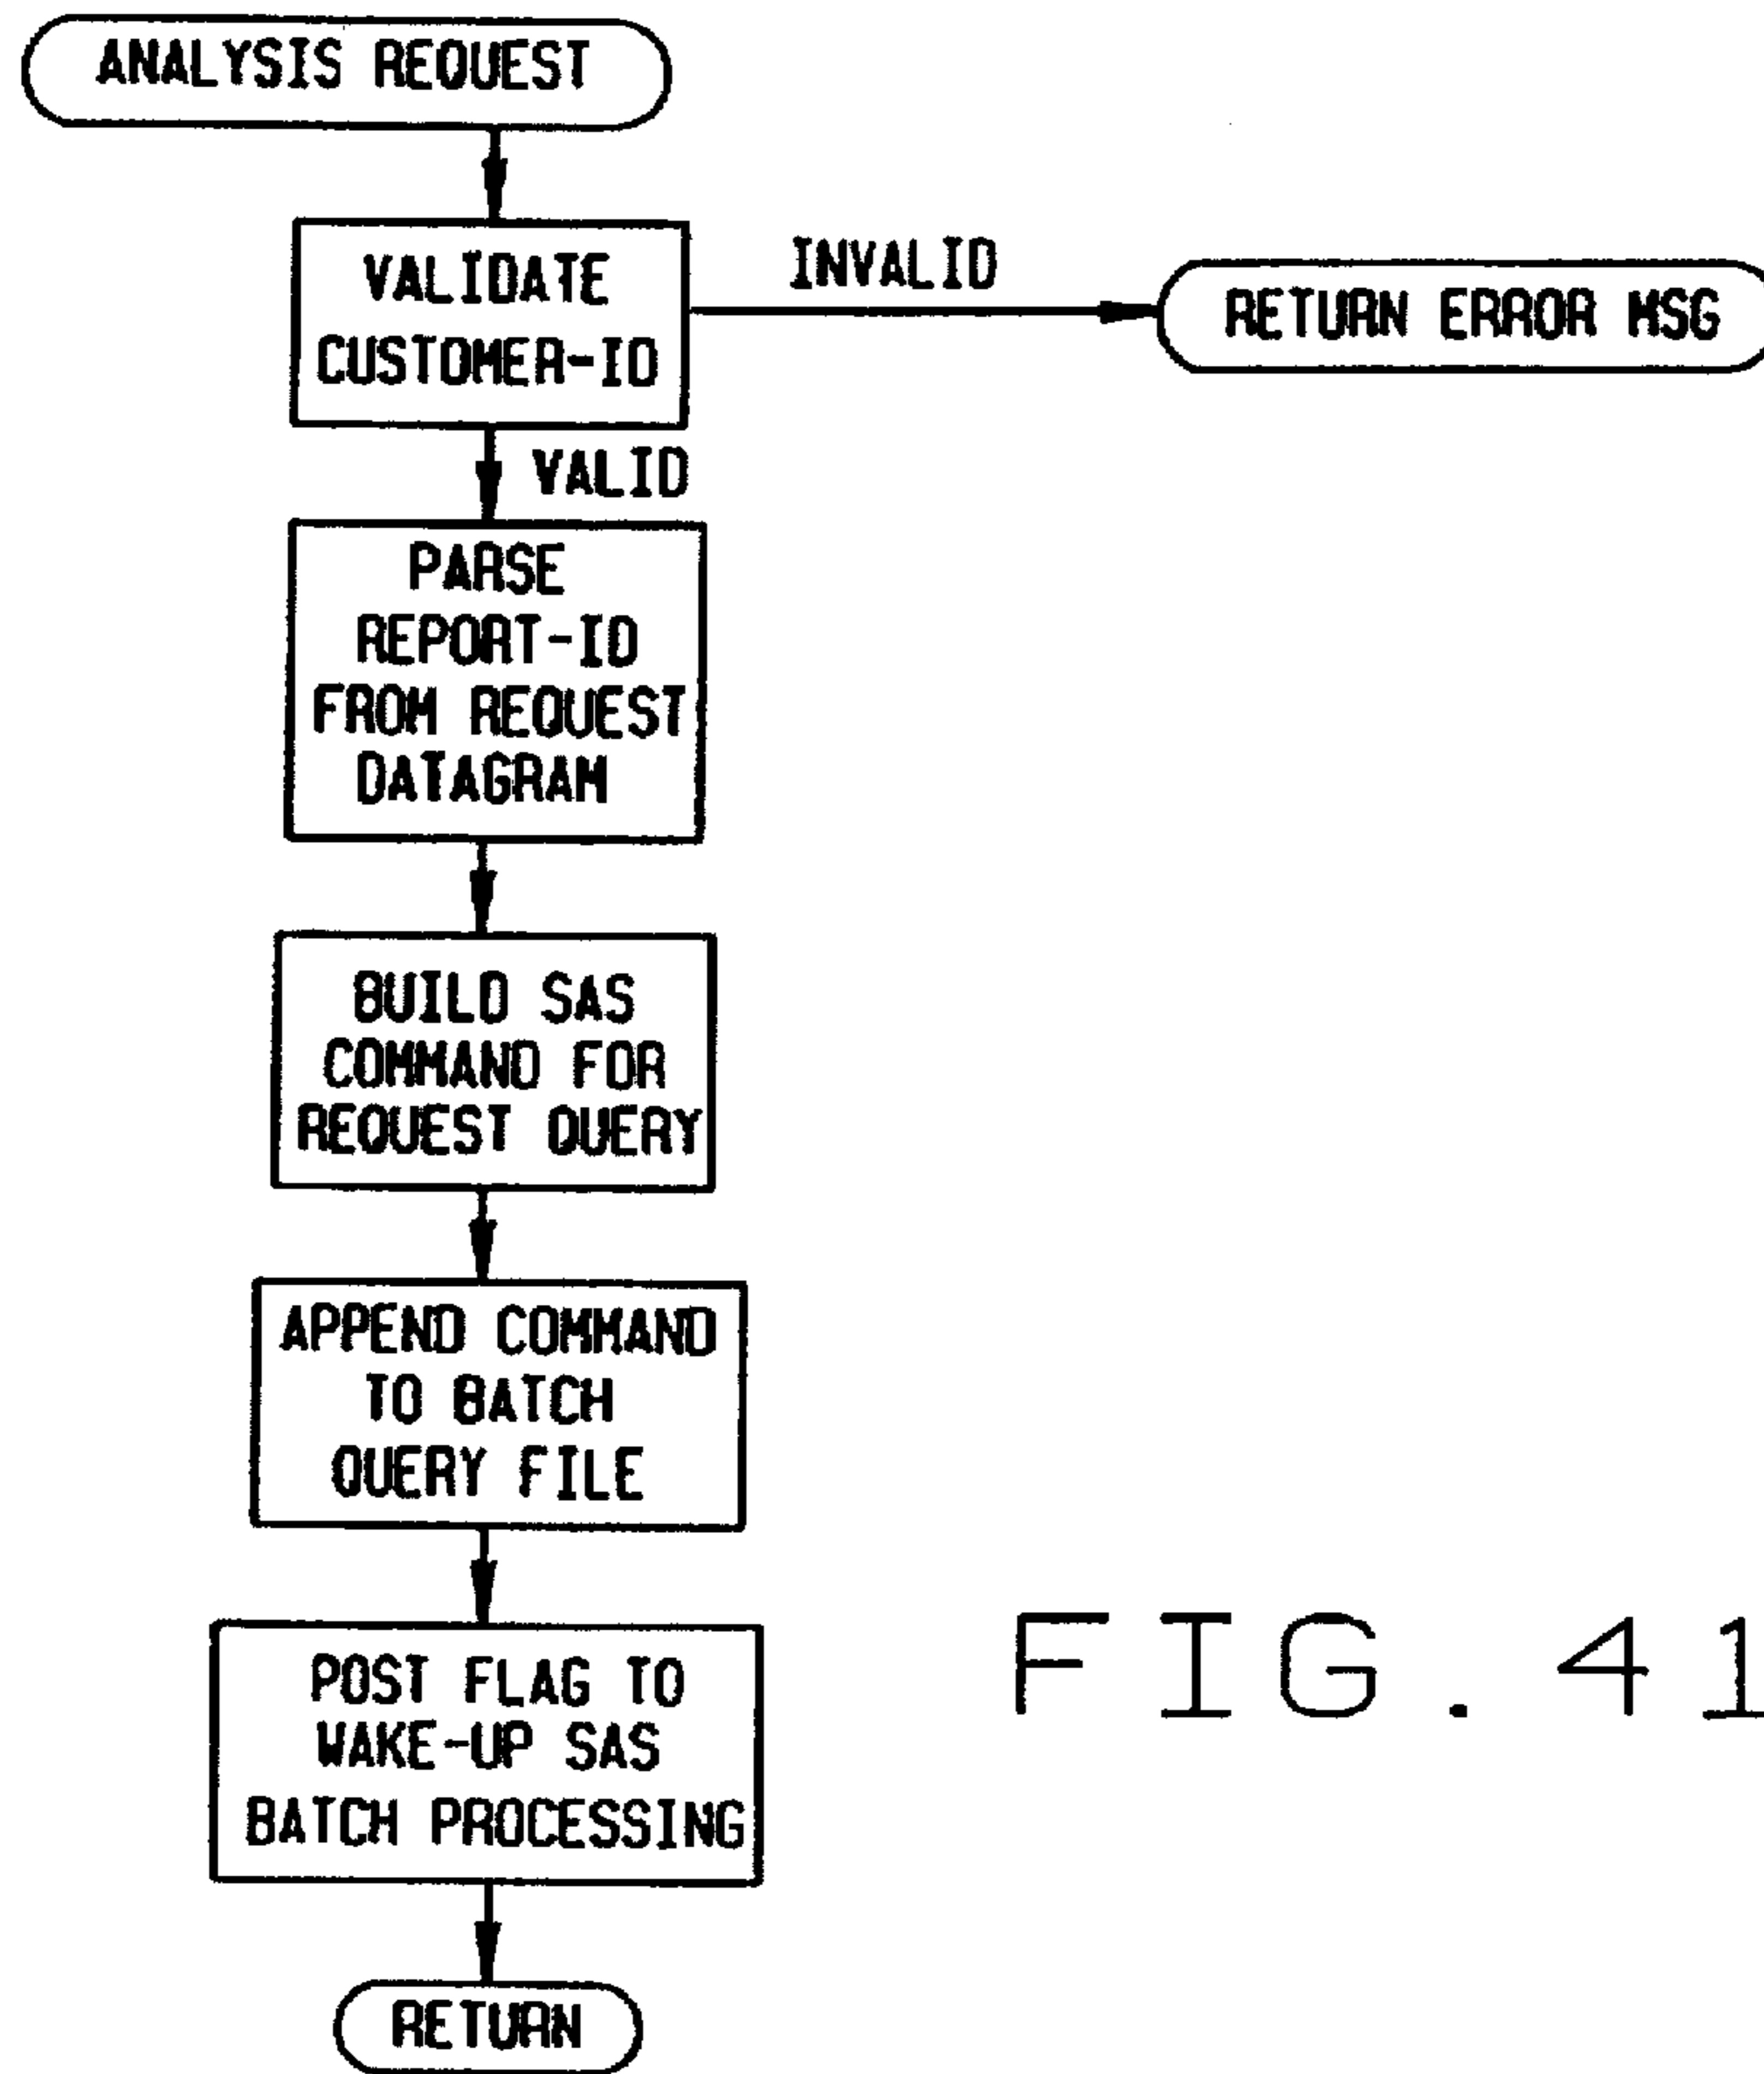 ANALYSIS REQUEST
VALIDATE
CUSTOMER-ID
INVALID
RETURN ERROR MSG
VALID
PARSE
REPORT-ID
FROM REQUEST
DATAGRAM
BUILD SAS
COMMAND FOR
REQUEST QUERY
APPEND COMMAND
TO BATCH
QUERY FILE
POST FLAG TO
WAKE-UP SAS
BATCH PROCESSING
RETURN
FIG. 41